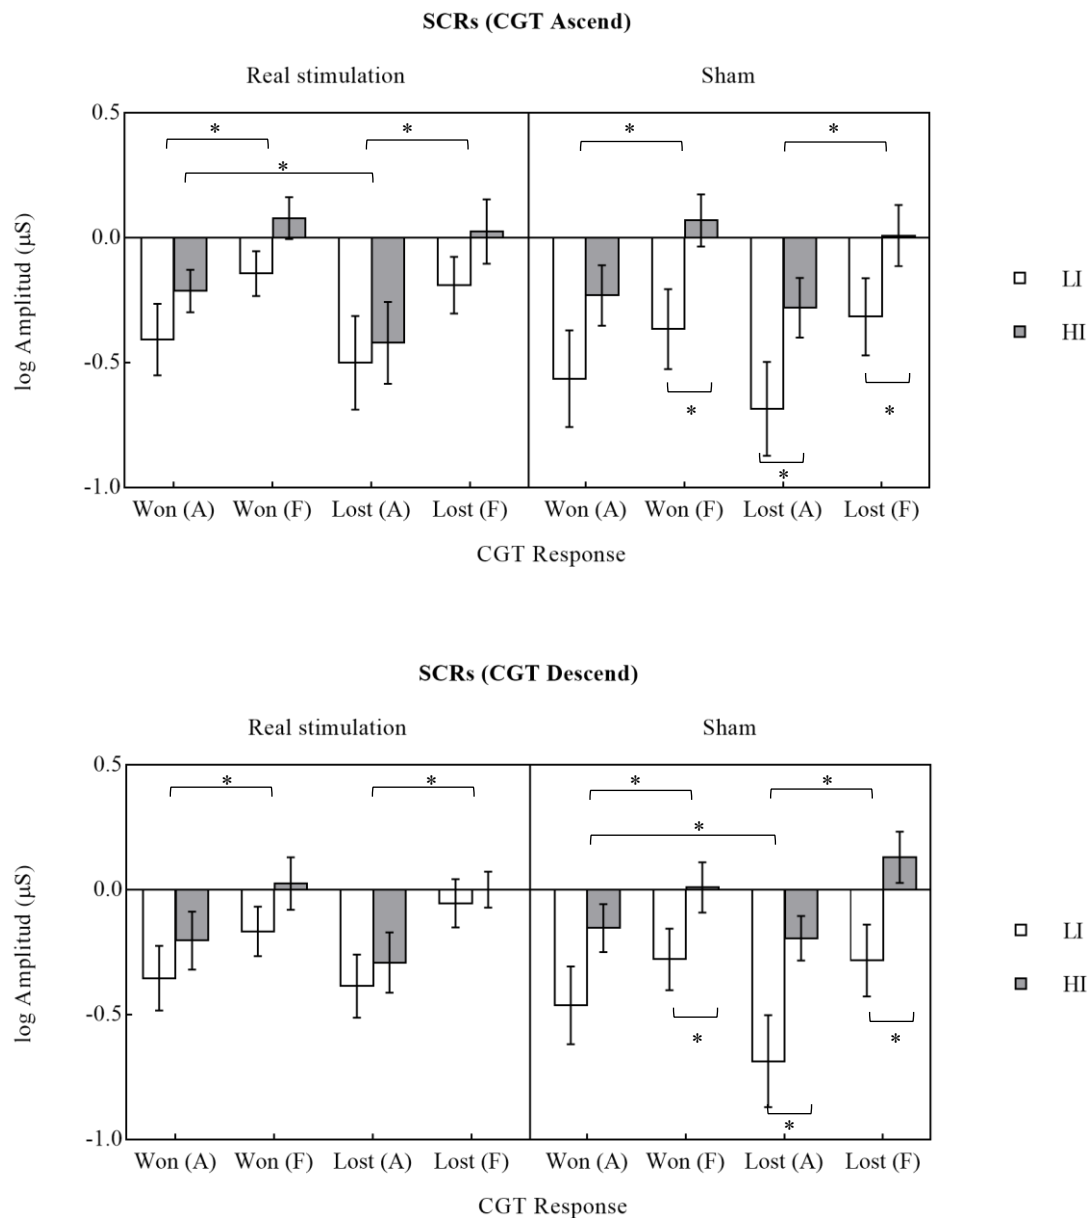 SCRs (CGT Ascend)
Real stimulation
Sham
0.5
0.0
-0.5
-1.0
log Amplitud (µS)
* * * * * * * *
Won (A) Won (F) Lost (A) Lost (F) Won (A) Won (F) Lost (A) Lost (F)
CGT Response
LI
HI
SCRs (CGT Descend)
Real stimulation
Sham
0.5
0.0
-0.5
-1.0
log Amplitud (µS)
* * * * * * * *
Won (A) Won (F) Lost (A) Lost (F) Won (A) Won (F) Lost (A) Lost (F)
CGT Response
LI
HI